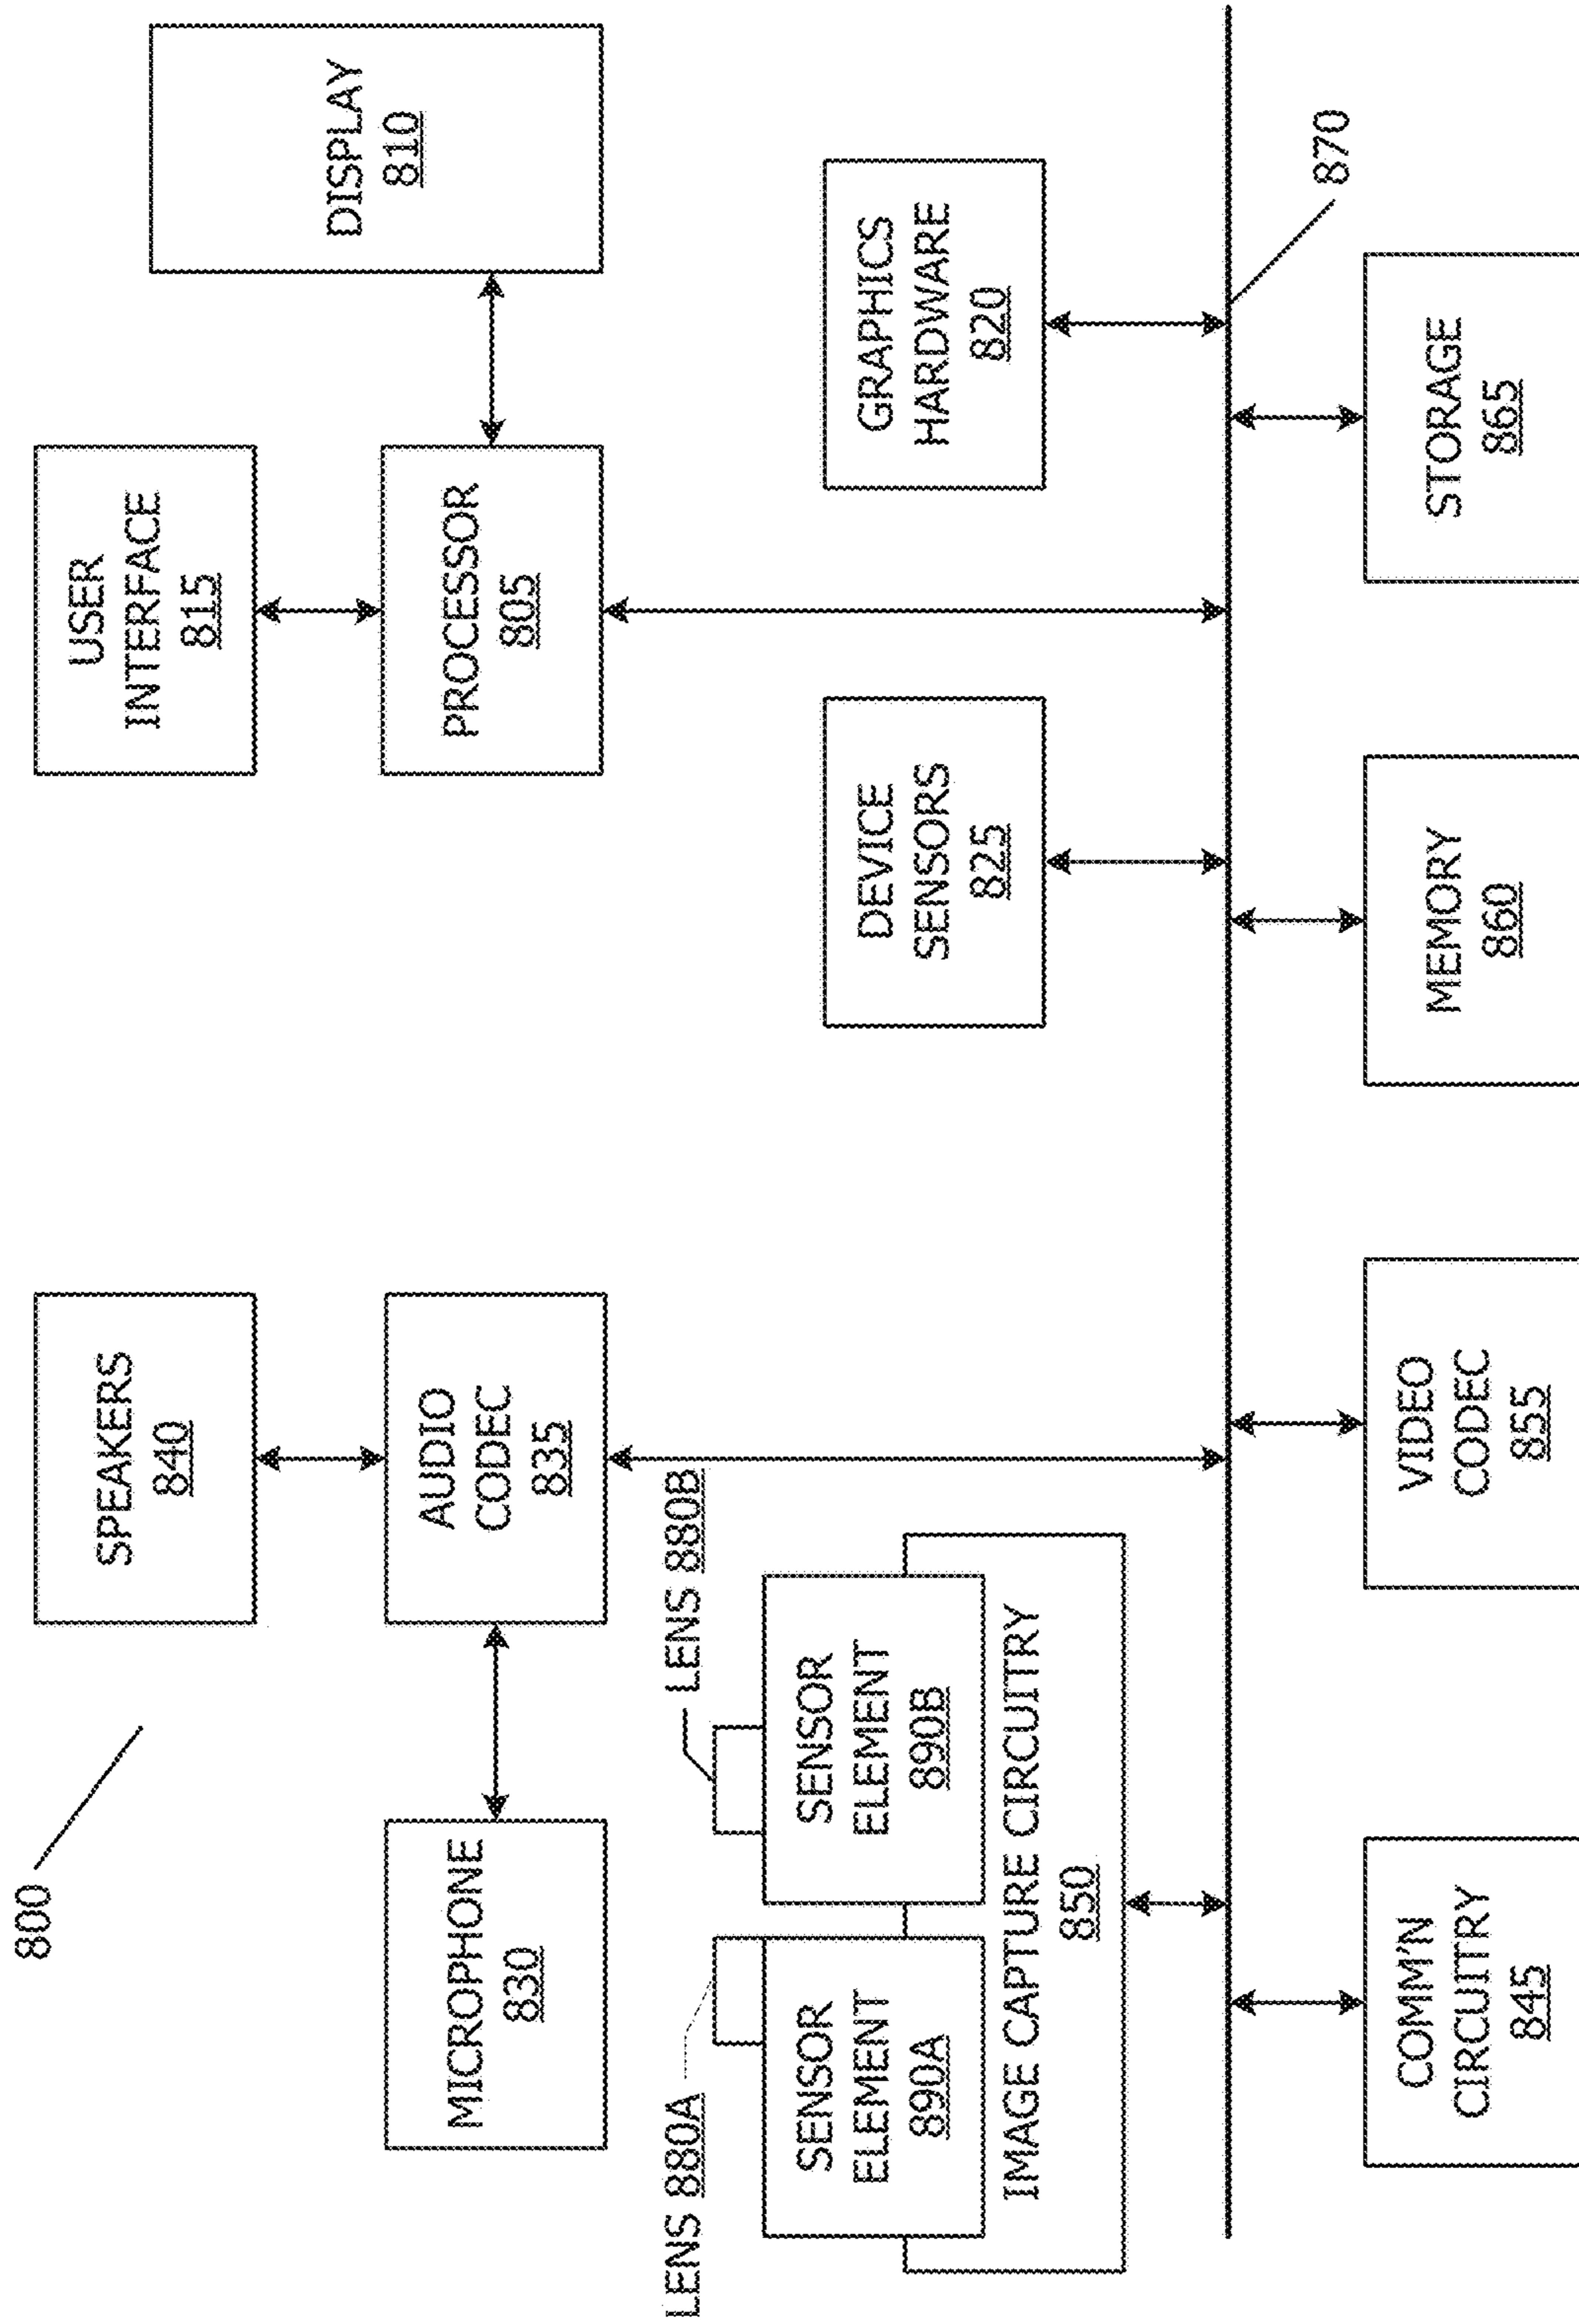 800
SPEAKERS
840
USER
INTERFACE
815
DISPLAY
810
MICROPHONE
830
AUDIO
CODEC
835
PROCESSOR
805
LENS 880A
LENS 880B
SENSOR
ELEMENT
890A
SENSOR
ELEMENT
890B
IMAGE CAPTURE CIRCUITRY
850
DEVICE
SENSORS
825
GRAPHICS
HARDWARE
820
870
COMM'N
CIRCUITRY
845
VIDEO
CODEC
855
MEMORY
860
STORAGE
865